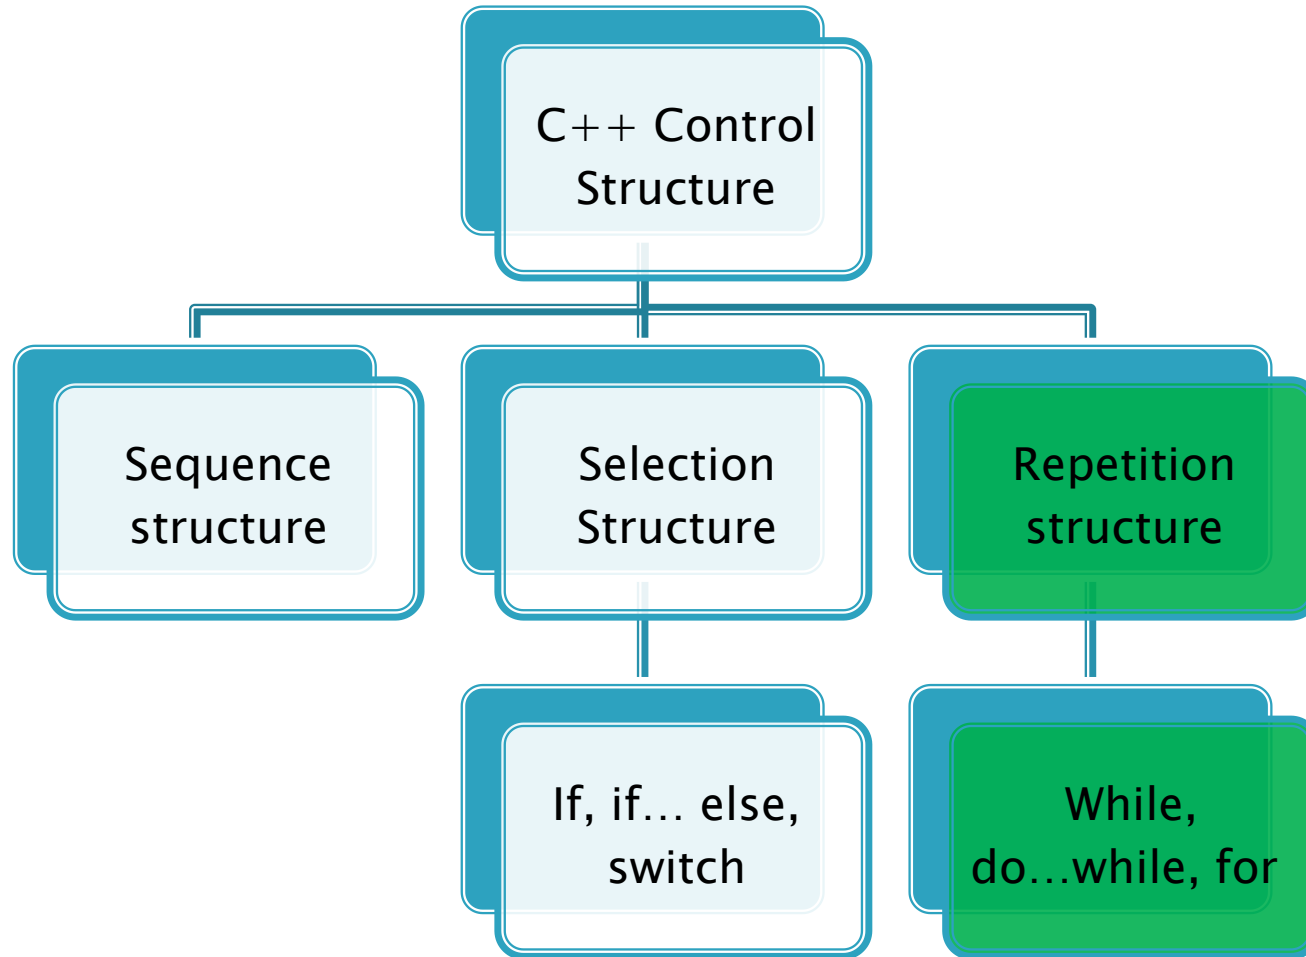 C++ Control
Structure
Sequence
structure
Selection
Structure
Repetition
structure
If, if... else,
switch
While,
do...while, for